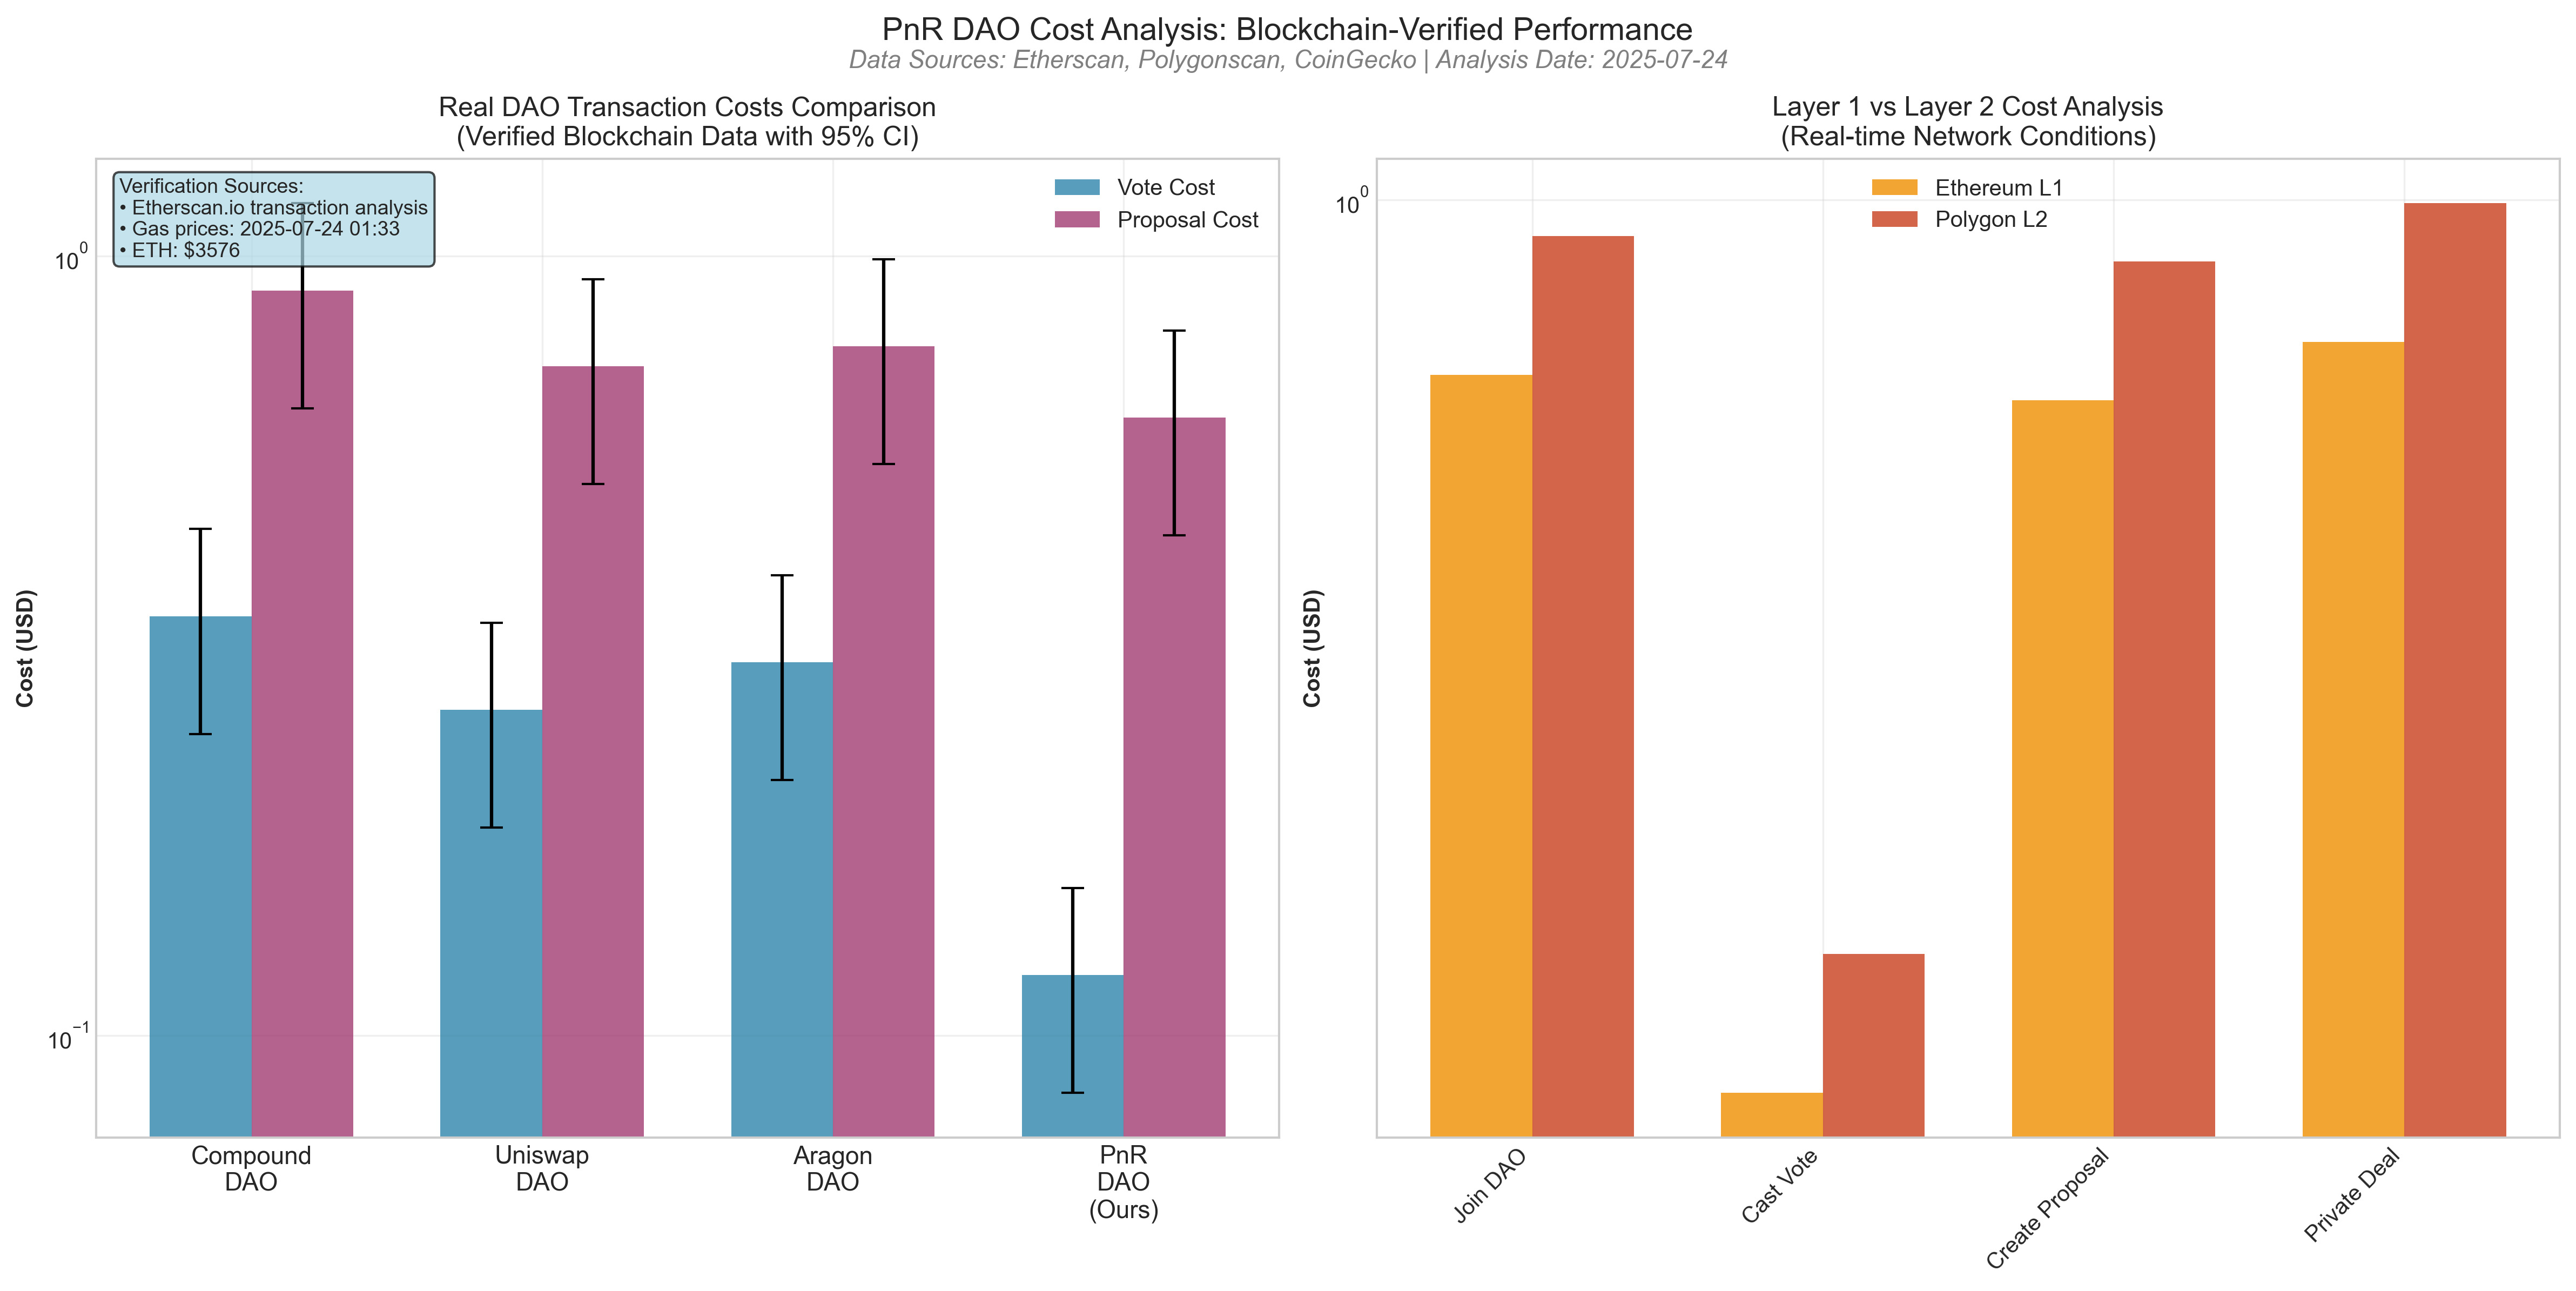 PnR DAO Cost Analysis: Blockchain-Verified Performance
Data Sources: Etherscan, Polygonscan, CoinGecko | Analysis Date: 2025-07-24
Real DAO Transaction Costs Comparison
(Verified Blockchain Data with 95% CI)
Verification Sources:
• Etherscan.io transaction analysis
• Gas prices: 2025-07-24 01:33
• ETH: $3576
Vote Cost
Proposal Cost
10⁰
10⁻¹
Cost (USD)
Compound
DAO
Uniswap
DAO
Aragon
DAO
PnR
DAO
(Ours)
Layer 1 vs Layer 2 Cost Analysis
(Real-time Network Conditions)
Ethereum L1
Polygon L2
10⁰
Cost (USD)
Join DAO
Cast Vote
Create Proposal
Private Deal